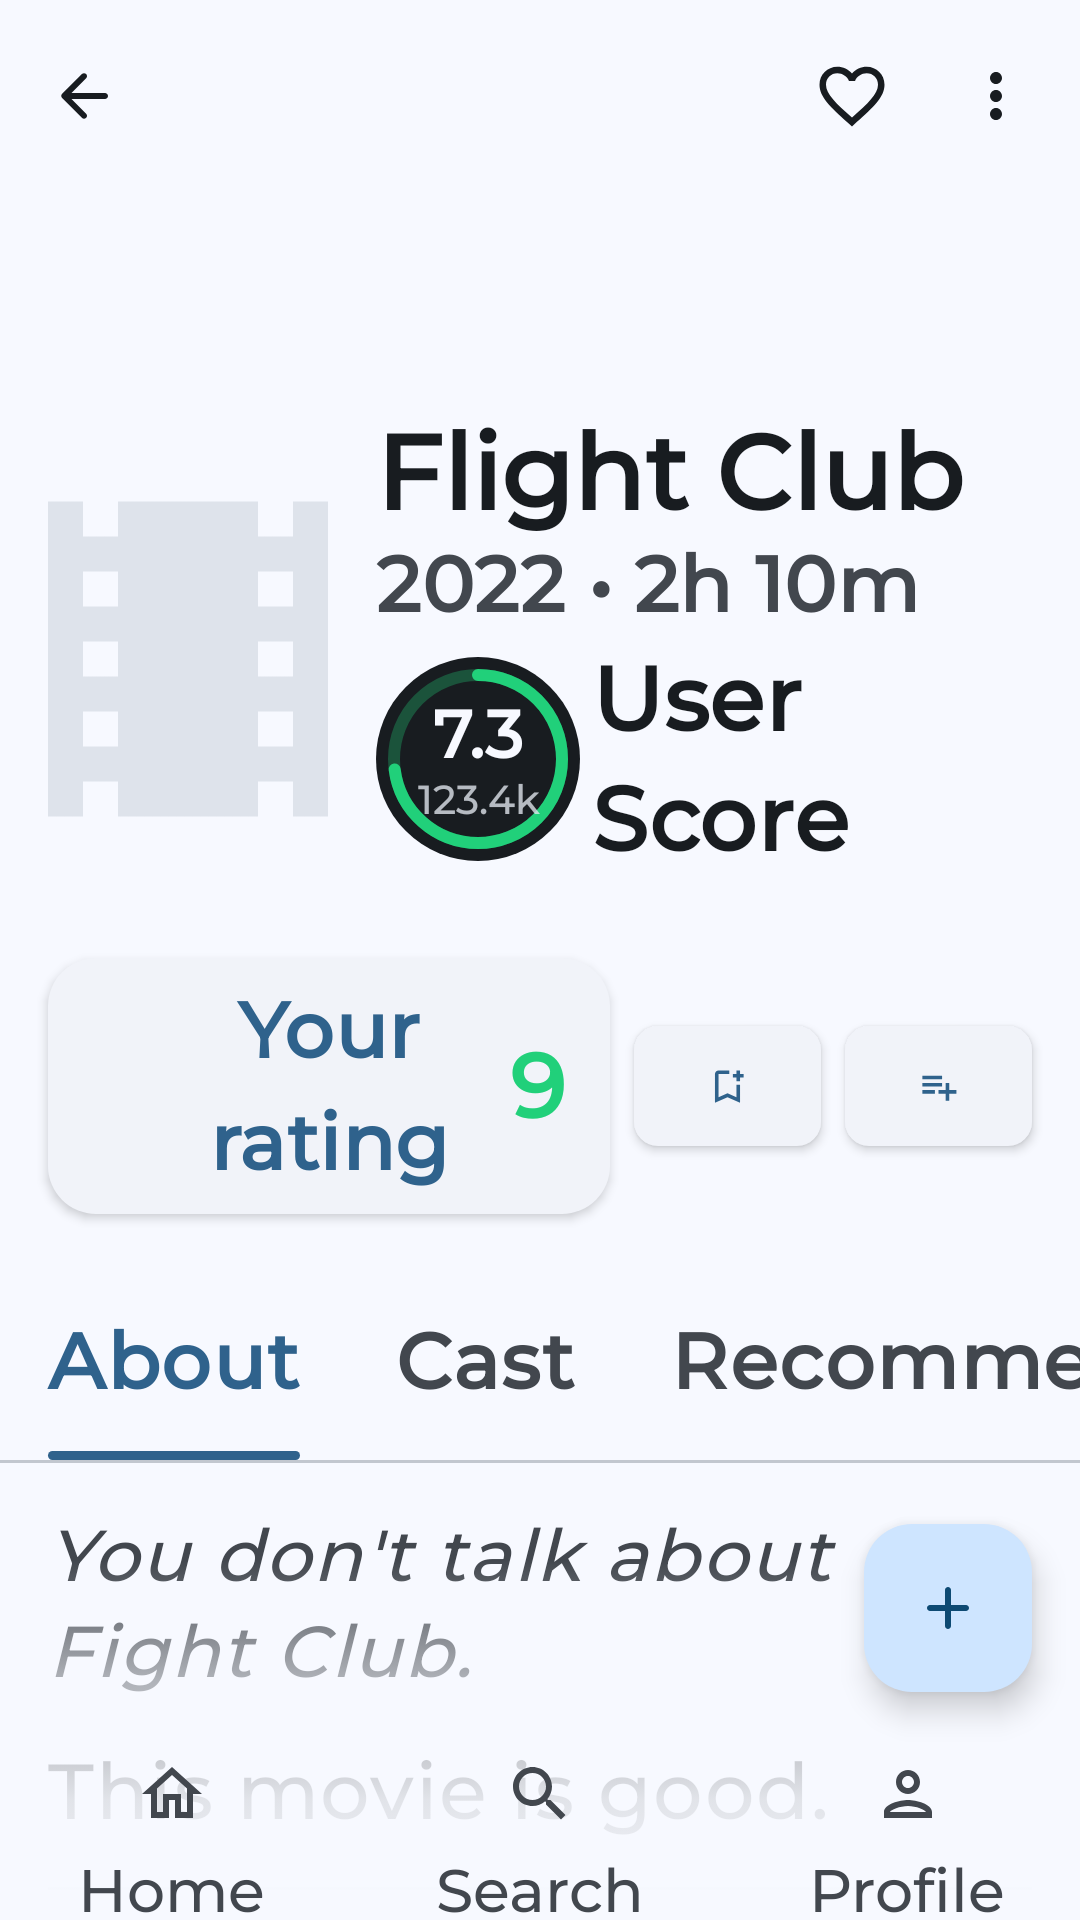 Flight Club
2022 • 2h 10m
7.3
123.4k
User
Score
Your
rating
9
About Cast Recomme
You don't talk about
Fight Club.
This movie is good.
Home Search Profile